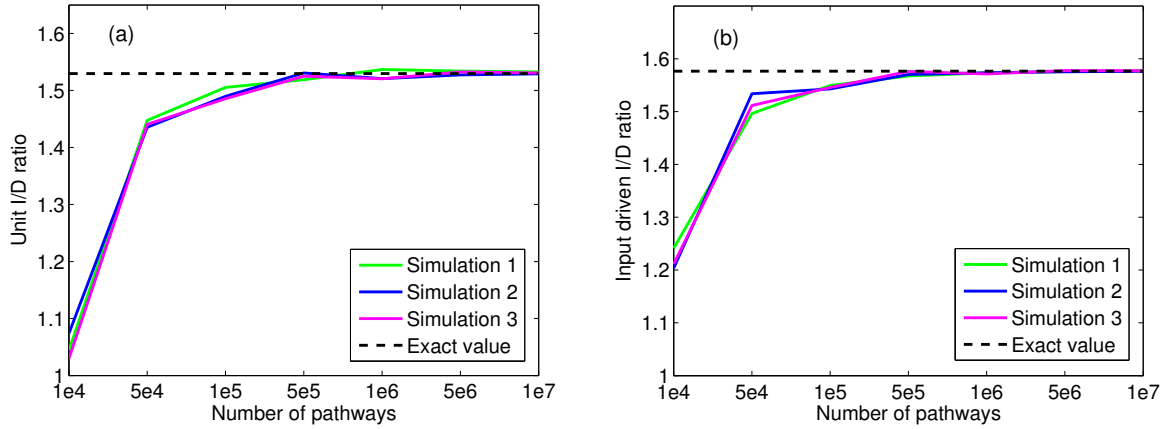 (a)
Unit I/D ratio
1.6
1.5
1.4
1.3
1.2
1.1
1
Simulation 1
Simulation 2
Simulation 3
Exact value
1e4 5e4 1e5 5e5 1e6 5e6 1e7
Number of pathways
(b)
Input driven I/D ratio
1.6
1.5
1.4
1.3
1.2
1.1
1
Simulation 1
Simulation 2
Simulation 3
Exact value
1e4 5e4 1e5 5e5 1e6 5e6 1e7
Number of pathways